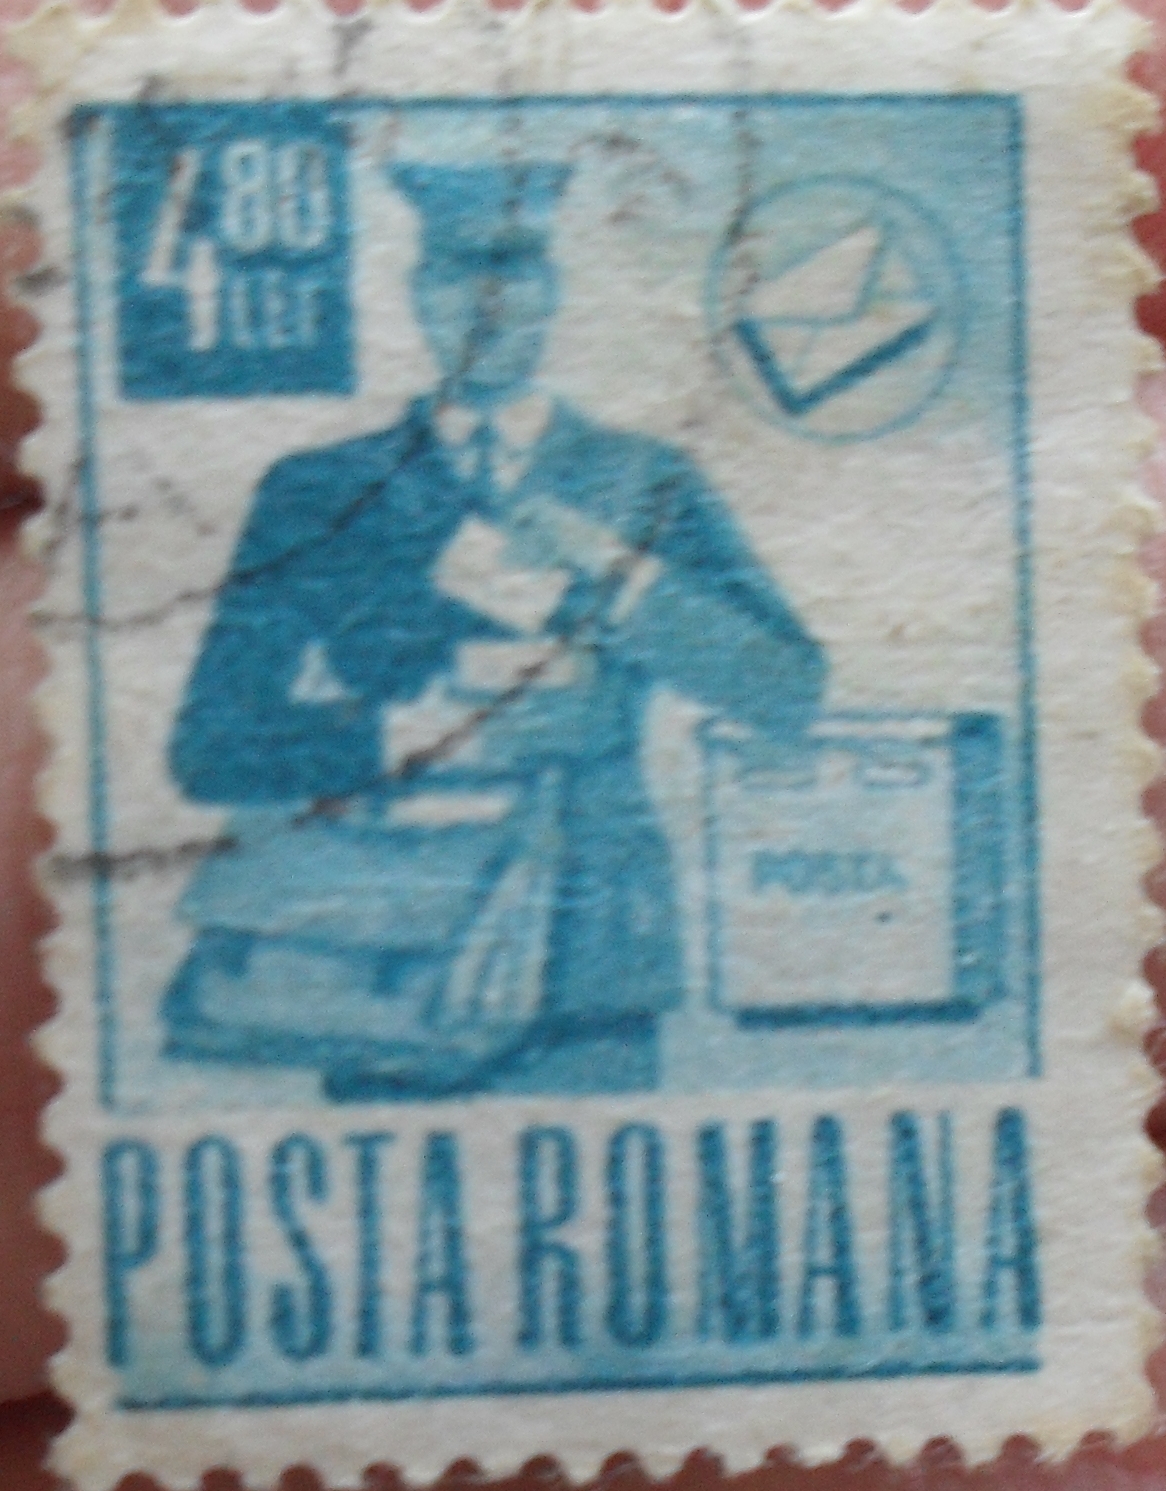 4 80
LEI
POSTA
POSTA ROMANA